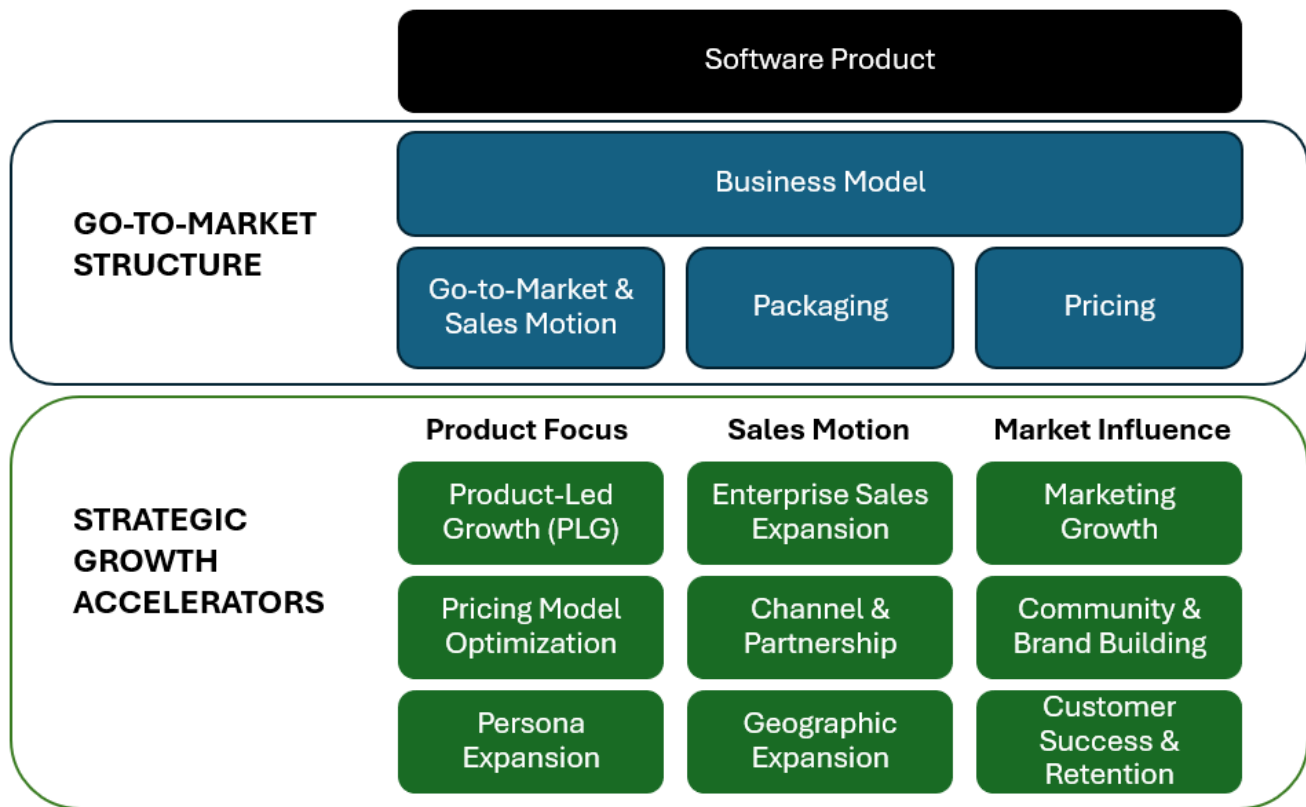 Software Product
GO-TO-MARKET
STRUCTURE
Business Model
Go-to-Market &
Sales Motion
Packaging
Pricing
STRATEGIC
GROWTH
ACCELERATORS
Product Focus
Sales Motion
Market Influence
Product-Led
Growth (PLG)
Enterprise Sales
Expansion
Marketing
Growth
Pricing Model
Optimization
Channel &
Partnership
Community &
Brand Building
Persona
Expansion
Geographic
Expansion
Customer
Success &
Retention